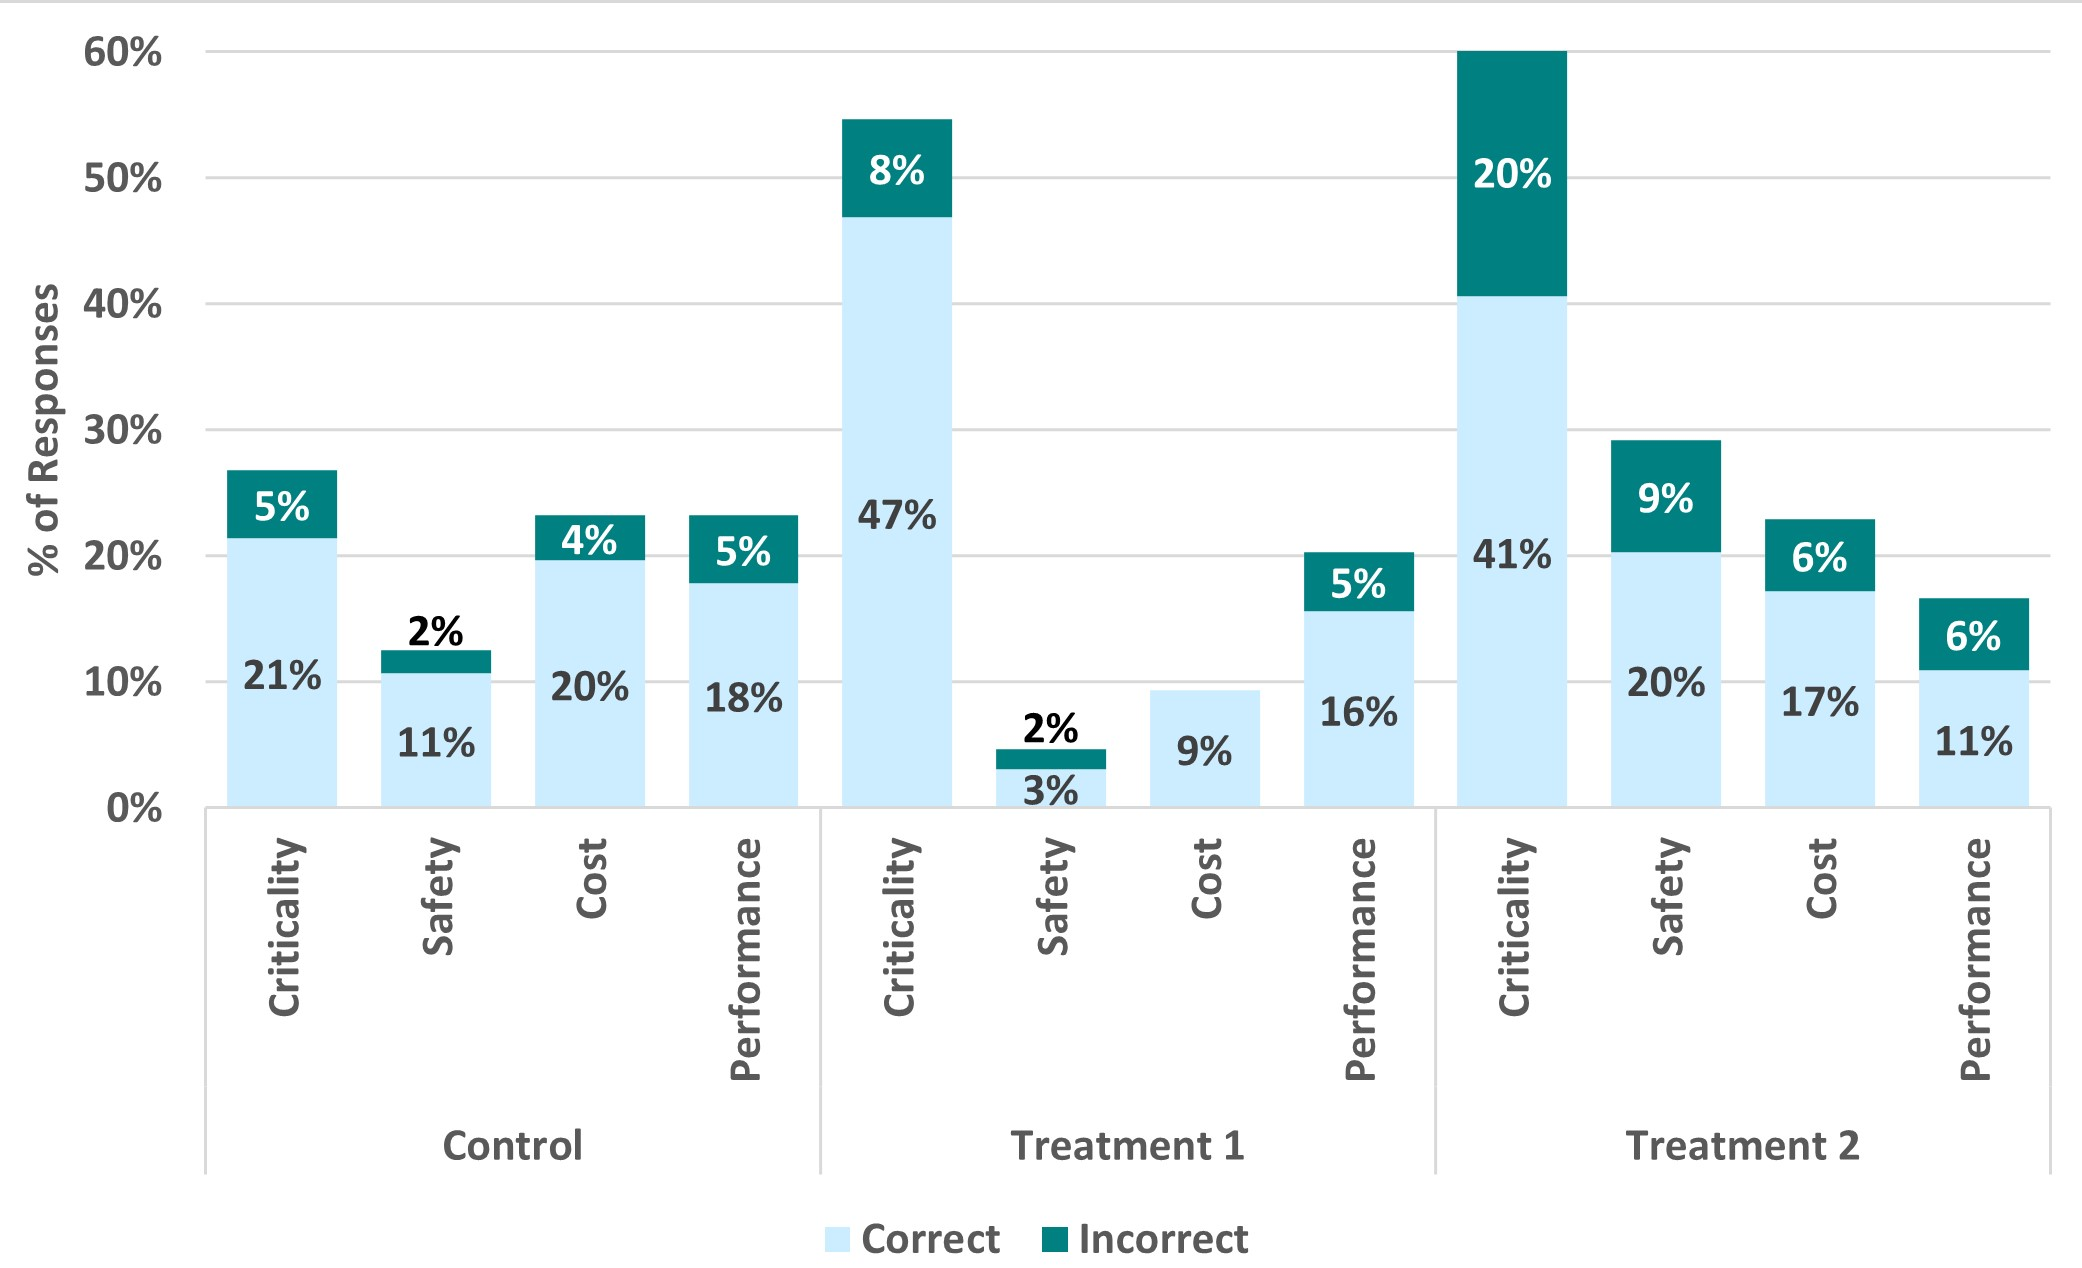 60%
50%
40%
30%
20%
10%
0%
% of Responses
5%
21%
2%
11%
4%
20%
5%
18%
8%
47%
2%
3%
9%
5%
16%
20%
41%
9%
20%
6%
17%
6%
11%
Criticality
Safety
Cost
Performance
Criticality
Safety
Cost
Performance
Criticality
Safety
Cost
Performance
Control
Treatment 1
Treatment 2
Correct
Incorrect